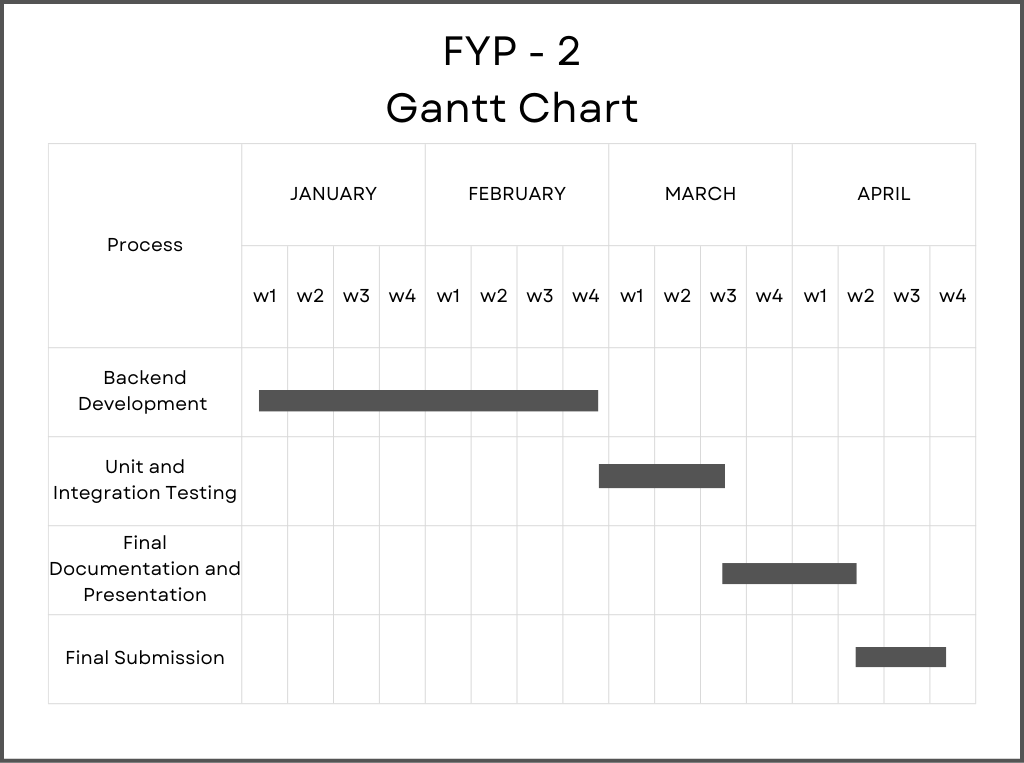 FYP - 2
Gantt Chart
Process
JANUARY
FEBRUARY
MARCH
APRIL
w1 w2 w3 w4 w1 w2 w3 w4 w1 w2 w3 w4 w1 w2 w3 w4
Backend
Development
Unit and
Integration Testing
Final
Documentation and
Presentation
Final Submission